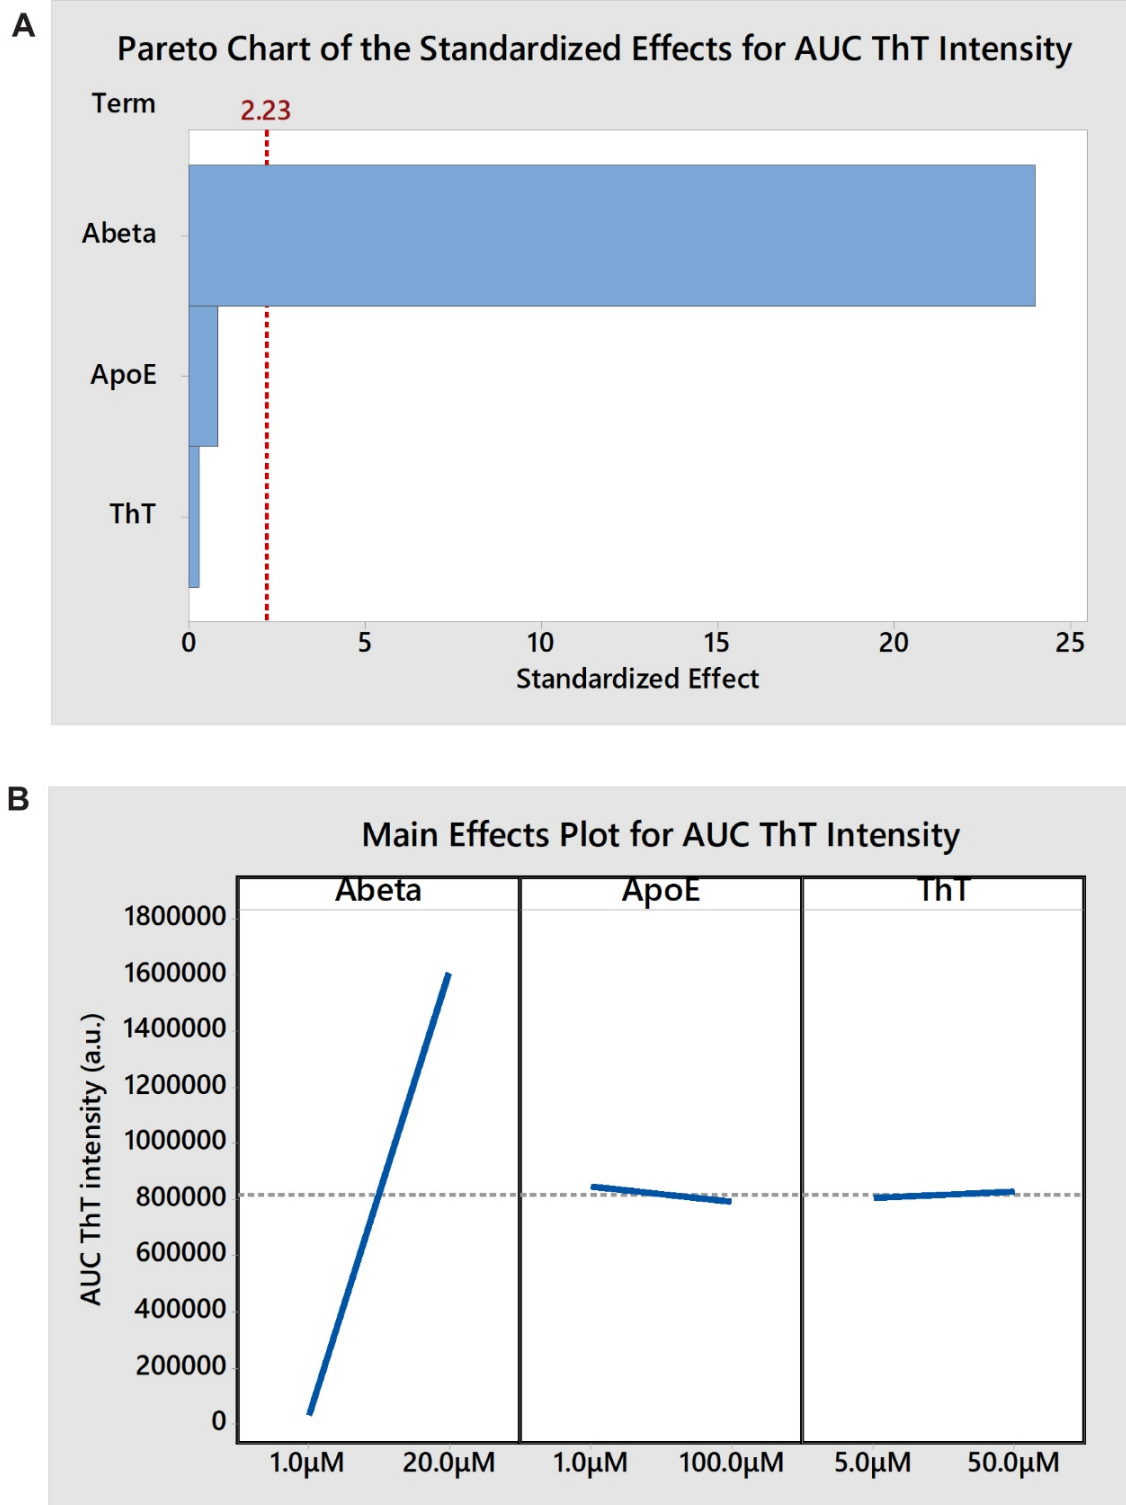 A
Pareto Chart of the Standardized Effects for AUC ThT Intensity
Term
2.23
Abeta
ApoE
ThT
0 5 10 15 20 25
Standardized Effect
B
Main Effects Plot for AUC ThT Intensity
Abeta ApoE ThT
AUC ThT intensity (a.u.)
1800000
1600000
1400000
1200000
1000000
800000
600000
400000
200000
0
1.0µM 20.0µM 1.0µM 100.0µM 5.0µM 50.0µM